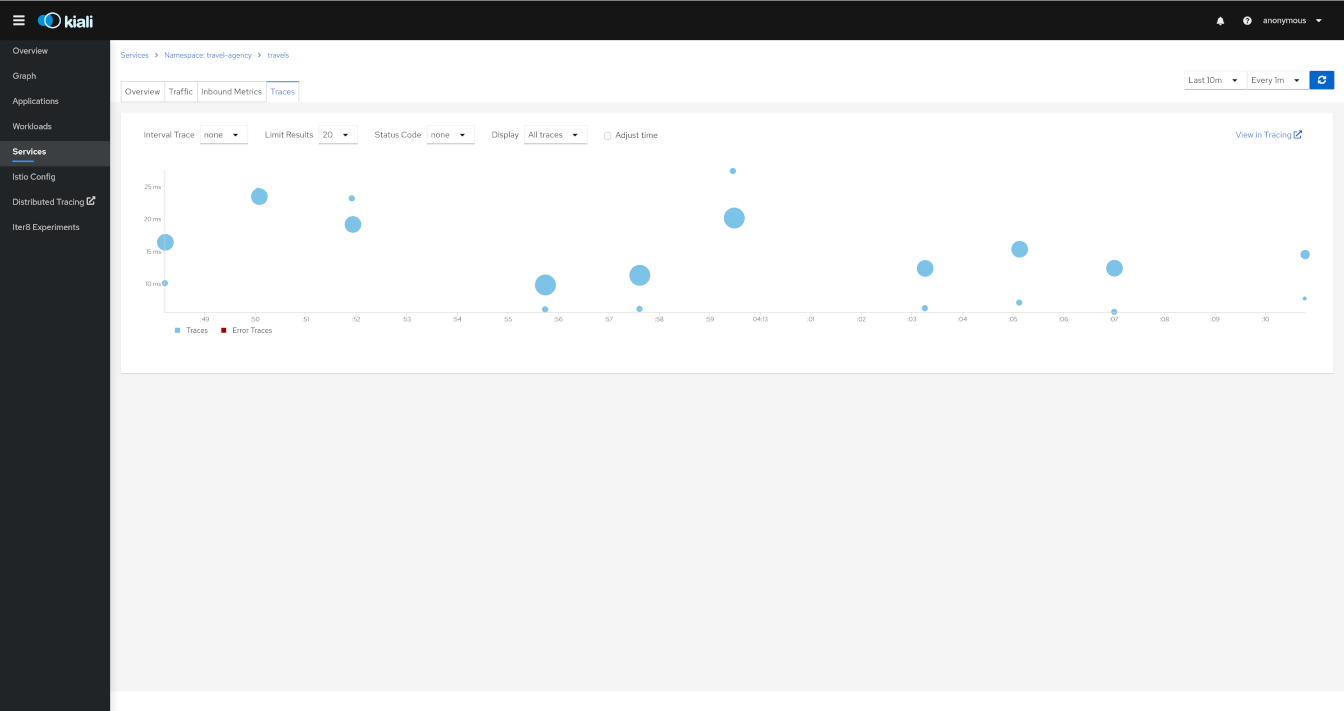 kiali
anonymous
Overview
Graph
Applications
Workloads
Services
Istio Config
Distributed Tracing
Iter8 Experiments
Services > Namespace: travel-agency > travels
Last 10m Every 1m
Overview Traffic Inbound Metrics Traces
Interval Trace none Limit Results 20 Status Code none Display All traces Adjust time View in Tracing
25 ms
20 ms
15 ms
10 ms
:49 :50 :51 :52 :53 :54 :55 :56 :57 :58 :59 04:13 :01 :02 :03 :04 :05 :06 :07 :08 :09 :10
Traces Error Traces